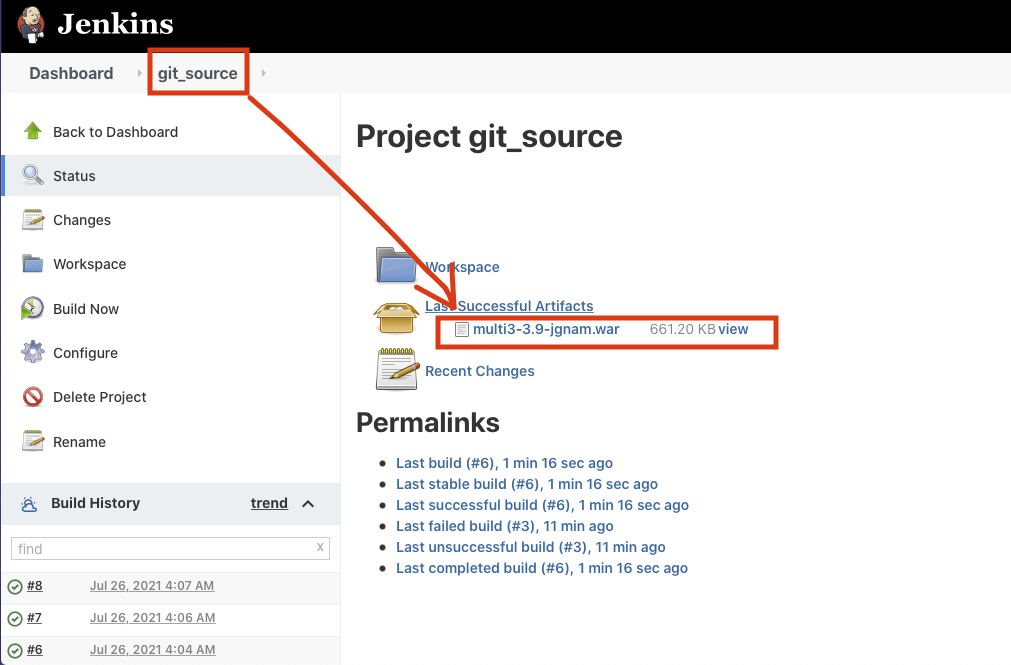 Jenkins
Dashboard
git_source
Back to Dashboard
Status
Changes
Workspace
Build Now
Configure
Delete Project
Rename
Build History
trend
find
X
#8 Jul 26, 2021 4:07 AM
#7 Jul 26, 2021 4:06 AM
#6 Jul 26, 2021 4:04 AM
Project git_source
Workspace
Last Successful Artifacts
multi3-3.9-jgnam.war 661.20 KB view
Recent Changes
Permalinks
Last build (#6), 1 min 16 sec ago
Last stable build (#6), 1 min 16 sec ago
Last successful build (#6), 1 min 16 sec ago
Last failed build (#3), 11 min ago
Last unsuccessful build (#3), 11 min ago
Last completed build (#6), 1 min 16 sec ago